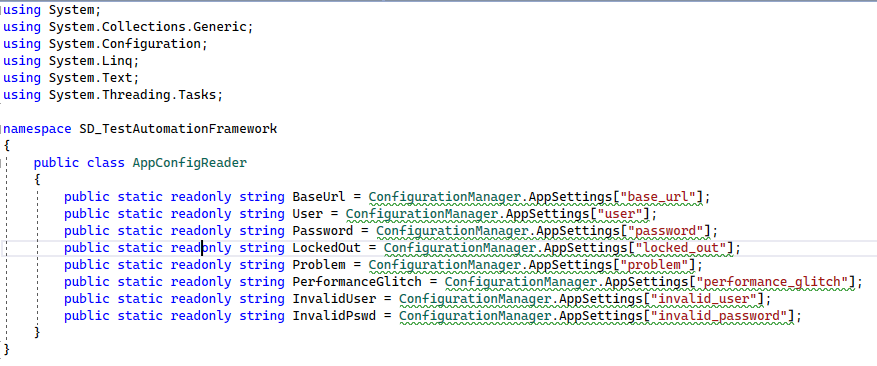 using System;
using System.Collections.Generic;
using System.Configuration;
using System.Linq;
using System.Text;
using System.Threading.Tasks;
namespace SD_TestAutomationFramework
{
public class AppConfigReader
{
public static readonly string BaseUrl = ConfigurationManager.AppSettings["base_url"];
public static readonly string User = ConfigurationManager.AppSettings["user"];
public static readonly string Password = ConfigurationManager.AppSettings["password"];
public static readonly string LockedOut = ConfigurationManager.AppSettings["locked_out"];
public static readonly string Problem = ConfigurationManager.AppSettings["problem"];
public static readonly string PerformanceGlitch = ConfigurationManager.AppSettings["performance_glitch"];
public static readonly string InvalidUser = ConfigurationManager.AppSettings["invalid_user"];
public static readonly string InvalidPswd = ConfigurationManager.AppSettings["invalid_password"];
}
}